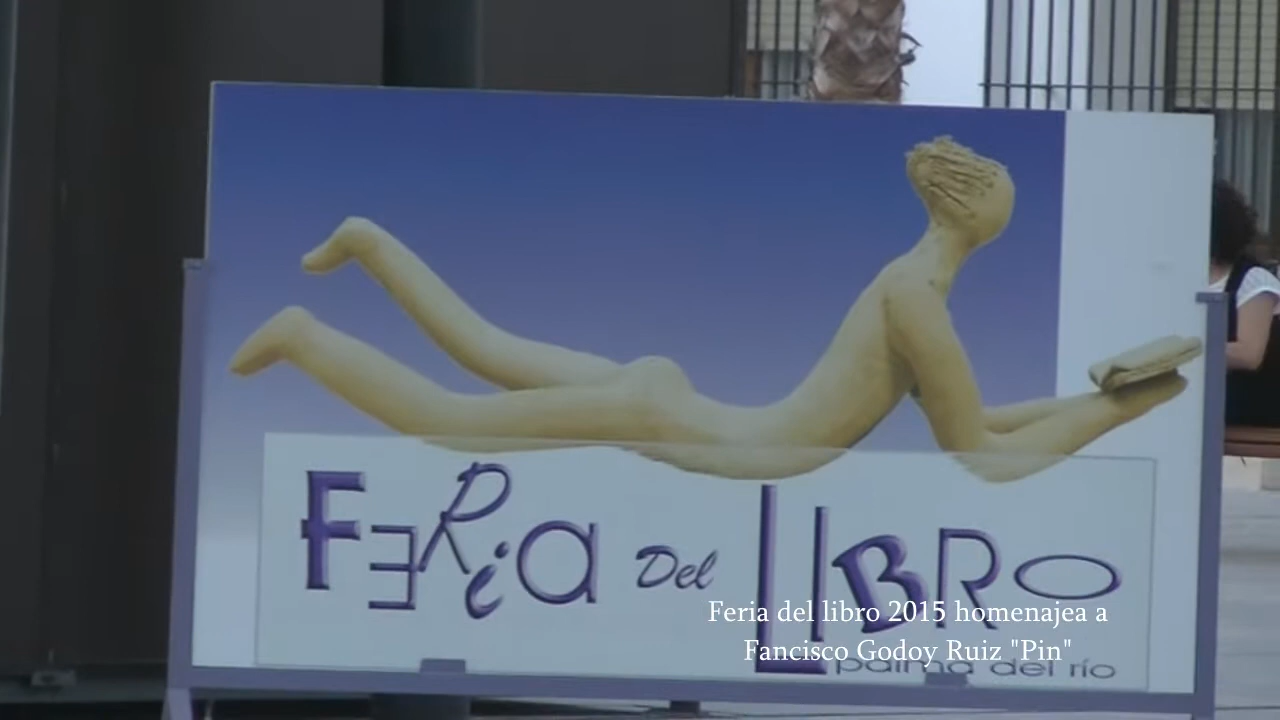 FERiA Del LIBRO
palma del río
Feria del libro 2015 homenajea a
Fancisco Godoy Ruiz "Pin"